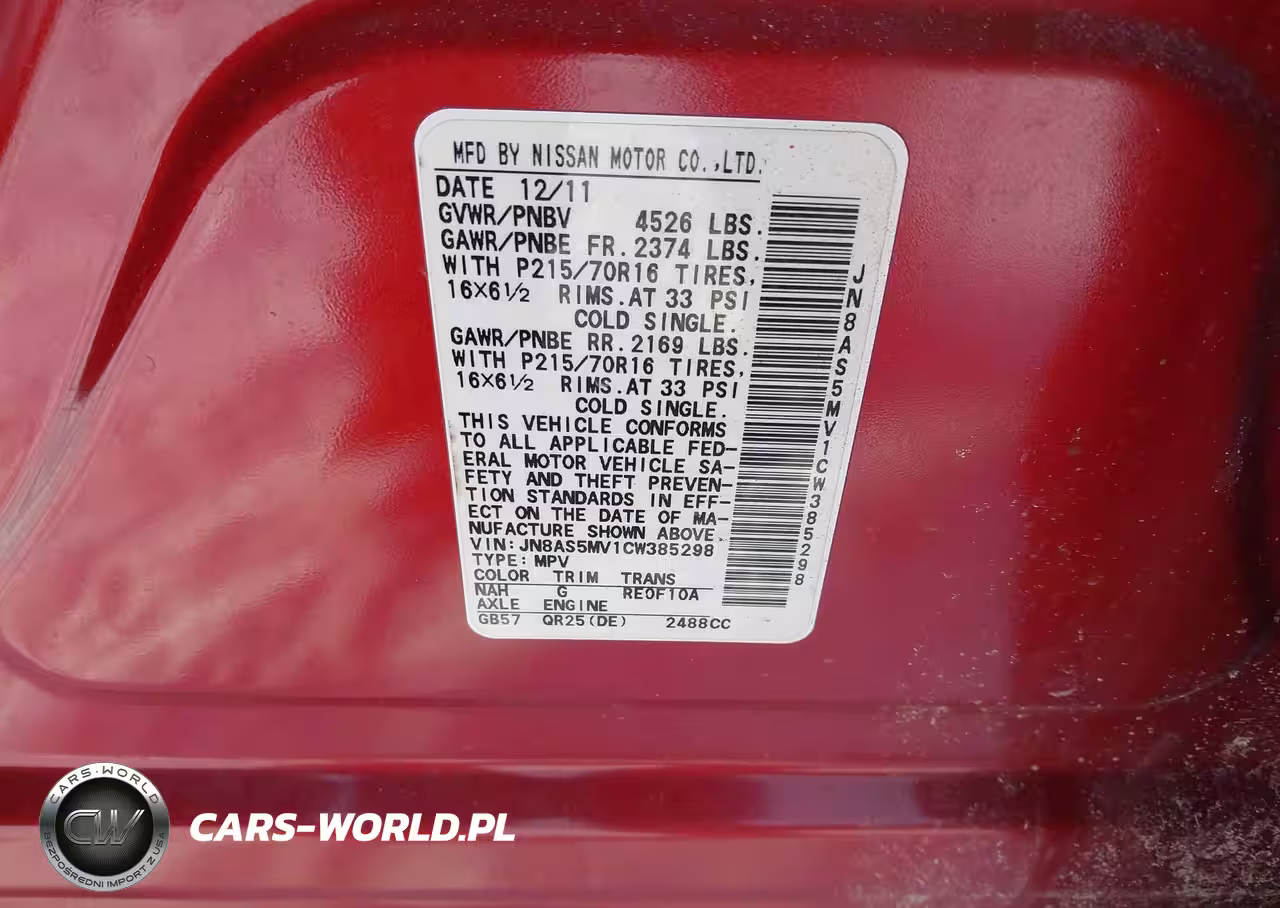 MFD BY NISSAN MOTOR CO.,LTD.
DATE 12/11
GVWR/PNBV 4526 LBS.
GAWR/PNBE FR. 2374 LBS.
WITH P215/70R16 TIRES,
16X6½ RIMS.AT 33 PSI
COLD SINGLE.
GAWR/PNBE RR. 2169 LBS.
WITH P215/70R16 TIRES,
16X6½ RIMS.AT 33 PSI
COLD SINGLE.
THIS VEHICLE CONFORMS
TO ALL APPLICABLE FED-
ERAL MOTOR VEHICLE SA-
FETY AND THEFT PREVEN-
TION STANDARDS IN EFF-
ECT ON THE DATE OF MA-
NUFACTURE SHOWN ABOVE.
VIN:JN8AS5MV1CW385298
TYPE:MPV
COLOR TRIM TRANS
NAH G RE0F10A
AXLE ENGINE
GB57 QR25(DE) 2488CC
JN8AS5MV1CW385298
CARS-WORLD
CW
BEZPOŚREDNI IMPORT Z USA
CARS-WORLD.PL